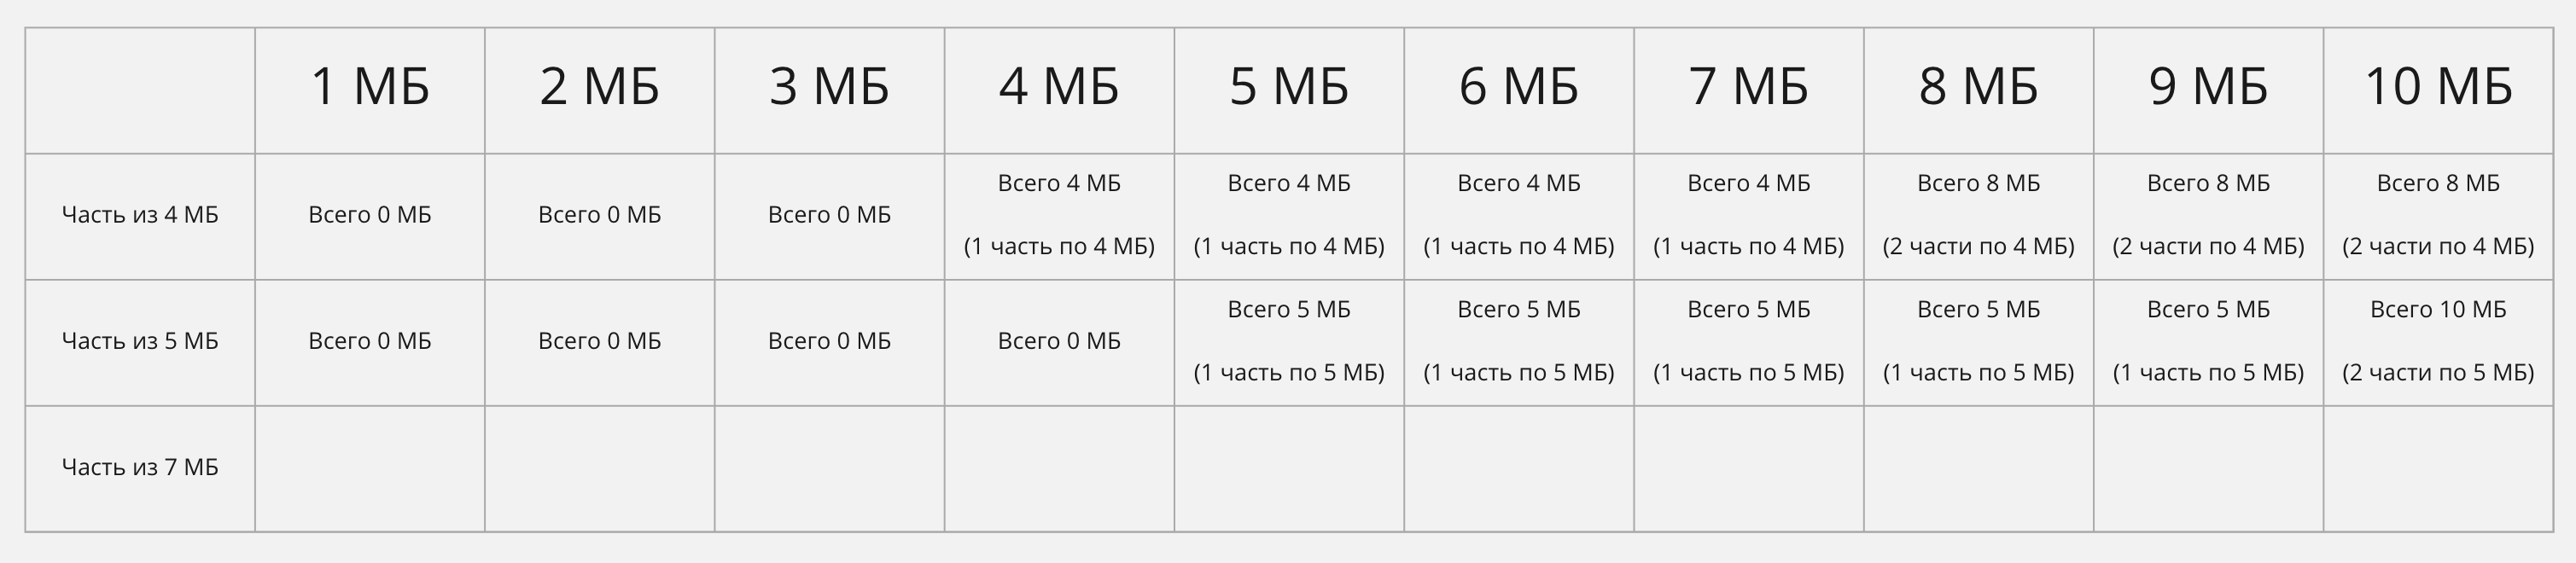 1 МБ 2 МБ 3 МБ 4 МБ 5 МБ 6 МБ 7 МБ 8 МБ 9 МБ 10 МБ
Всего 4 МБ Всего 4 МБ Всего 4 МБ Всего 4 МБ Всего 8 МБ Всего 8 МБ Всего 8 МБ
Часть из 4 МБ Всего 0 МБ Всего 0 МБ Всего 0 МБ
(1 часть по 4 МБ) (1 часть по 4 МБ) (1 часть по 4 МБ) (1 часть по 4 МБ) (2 части по 4 МБ) (2 части по 4 МБ) (2 части по 4 МБ)
Всего 5 МБ Всего 5 МБ Всего 5 МБ Всего 5 МБ Всего 5 МБ Всего 10 МБ
Часть из 5 МБ Всего 0 МБ Всего 0 МБ Всего 0 МБ Всего 0 МБ
(1 часть по 5 МБ) (1 часть по 5 МБ) (1 часть по 5 МБ) (1 часть по 5 МБ) (1 часть по 5 МБ) (2 части по 5 МБ)
Часть из 7 МБ